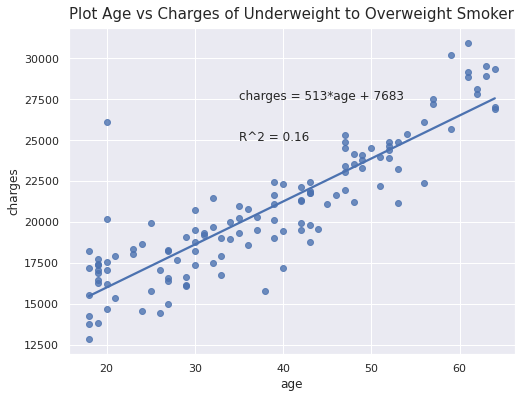 Plot Age vs Charges of Underweight to Overweight Smoker
charges
30000
27500
25000
22500
20000
17500
15000
12500
charges = 513*age + 7683
R^2 = 0.16
20 30 40 50 60
age